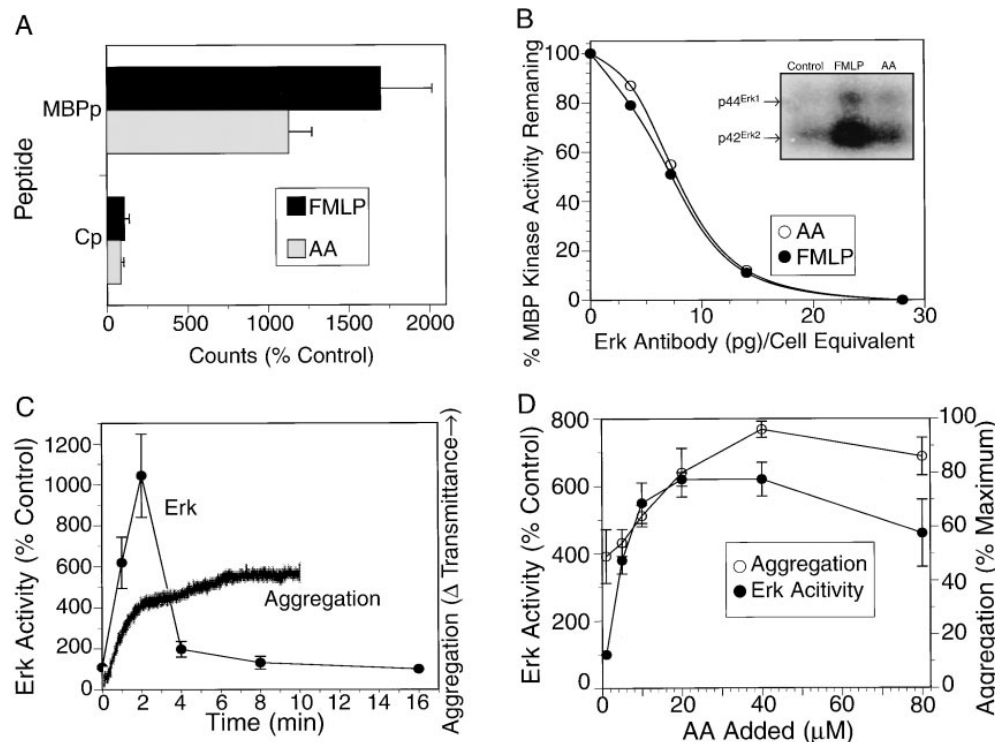 A
MBPp
Cp
Peptide
FMLP
AA
0 500 1000 1500 2000
Counts (% Control)
B
% MBP Kinase Activity Remaining
100
80
60
40
20
0
Control FMLP AA
p44Erk1
p42Erk2
AA
FMLP
0 10 20 30
Erk Antibody (pg)/Cell Equivalent
C
Erk Activity (% Control)
1200
1000
800
600
400
200
0
Erk
Aggregation
Aggregation (Δ Transmittance→)
0 2 4 6 8 10 12 14 16
Time (min)
D
Erk Activity (% Control)
800
600
400
200
0
Aggregation
Erk Acitivity
100
80
60
40
20
0
Aggregation (% Maximum)
0 20 40 60 80
AA Added (μM)